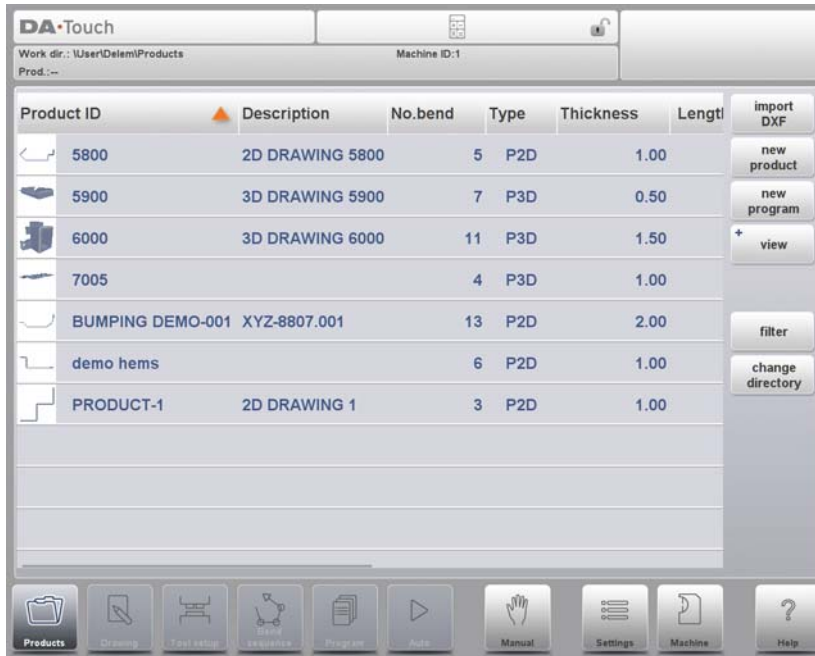 DA·Touch
Work dir.: \User\Delem\Products
Machine ID:1
Prod.:--
Product ID Description No.bend Type Thickness Lengt
5800 2D DRAWING 5800 5 P2D 1.00
5900 3D DRAWING 5900 7 P3D 0.50
6000 3D DRAWING 6000 11 P3D 1.50
7005 4 P3D 1.00
BUMPING DEMO-001 XYZ-8807.001 13 P2D 2.00
demo hems 6 P2D 1.00
PRODUCT-1 2D DRAWING 1 3 P2D 1.00
import
DXF
new
product
new
program
+
view
filter
change
directory
Products
Drawing
Tool setup
Bend
sequence
Program
Auto
Manual
Settings
Machine
?
Help